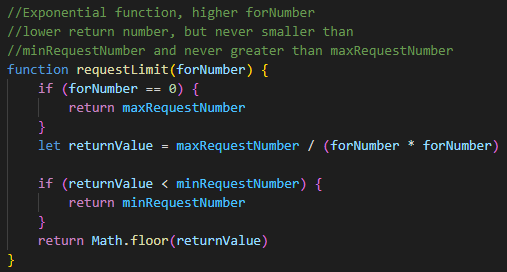 //Exponential function, higher forNumber
//lower return number, but never smaller than
//minRequestNumber and never greater than maxRequestNumber
function requestLimit(forNumber) {
    if (forNumber == 0) {
        return maxRequestNumber
    }
    let returnValue = maxRequestNumber / (forNumber * forNumber)

    if (returnValue < minRequestNumber) {
        return minRequestNumber
    }
    return Math.floor(returnValue)
}